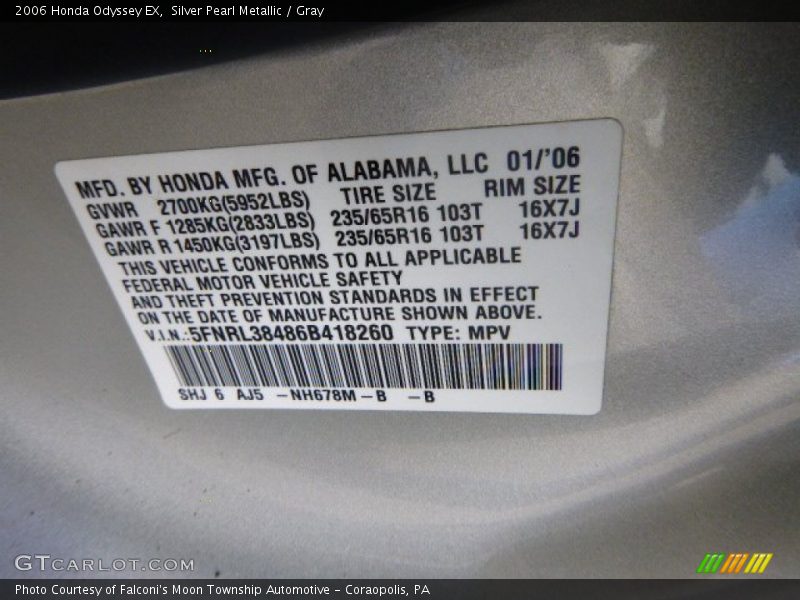 2006 Honda Odyssey EX,  Silver Pearl Metallic / Gray
MFD. BY HONDA MFG. OF ALABAMA, LLC 01/'06
GVWR 2700KG(5952LBS) TIRE SIZE RIM SIZE
GAWR F 1285KG(2833LBS) 235/65R16 103T 16X7J
GAWR R 1450KG(3197LBS) 235/65R16 103T 16X7J
THIS VEHICLE CONFORMS TO ALL APPLICABLE
FEDERAL MOTOR VEHICLE SAFETY
AND THEFT PREVENTION STANDARDS IN EFFECT
ON THE DATE OF MANUFACTURE SHOWN ABOVE.
V.I.N.:5FNRL38486B418260 TYPE: MPV
SHJ 6 AJ5 -NH678M-B -B
GTCARLOT.COM
Photo Courtesy of Falconi's Moon Township Automotive - Coraopolis, PA